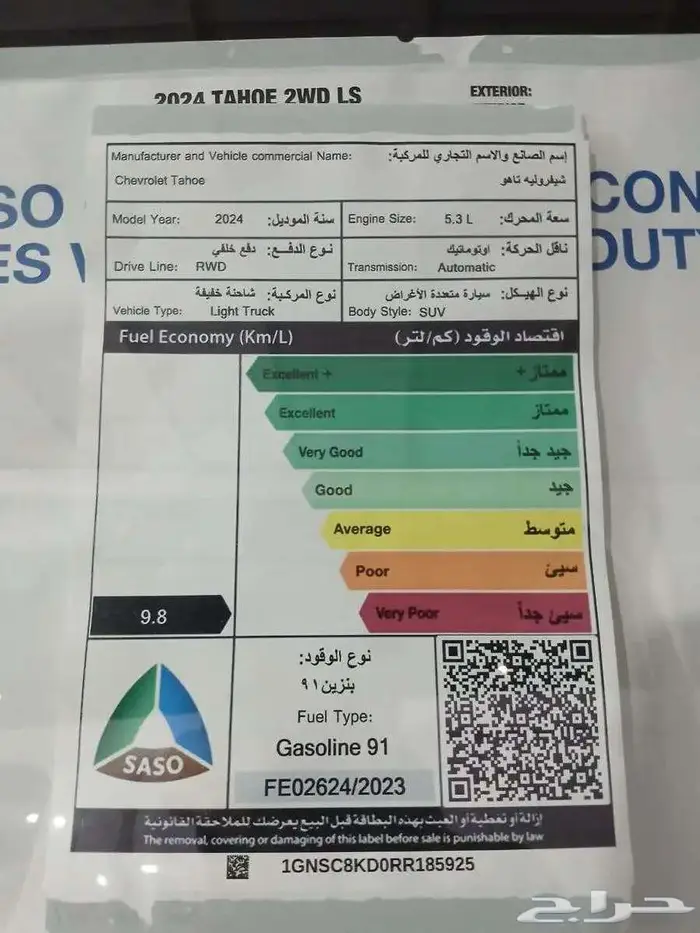 2024 TAHOE 2WD LS
EXTERIOR:
SO
CON
ES
DUT
Manufacturer and Vehicle commercial Name: إسم الصانع والاسم التجاري للمركبة:
Chevrolet Tahoe شيفروليه تاهو
Model Year: 2024 سنة الموديل: Engine Size: 5.3 L سعة المحرك:
نوع الدفع: دفع خلفي
Drive Line: RWD
ناقل الحركة: اوتوماتيك
Transmission: Automatic
نوع المركبة: شاحنة خفيفة
Vehicle Type: Light Truck
نوع الهيكل: سيارة متعددة الأغراض
Body Style: SUV
Fuel Economy (Km/L) اقتصاد الوقود (كم/لتر)
Excellent + ممتاز +
Excellent ممتاز
Very Good جيد جداً
Good جيد
Average متوسط
Poor سيئ
9.8 Very Poor سيئ جداً
نوع الوقود:
بنزين ٩١
Fuel Type:
Gasoline 91
FE02624/2023
SASO
إزالة أو تغطية أو العبث بهذه البطاقة قبل البيع يعرضك للملاحقة القانونية
The removal, covering or damaging of this label before sale is punishable by law
1GNSC8KD0RR185925
حراج